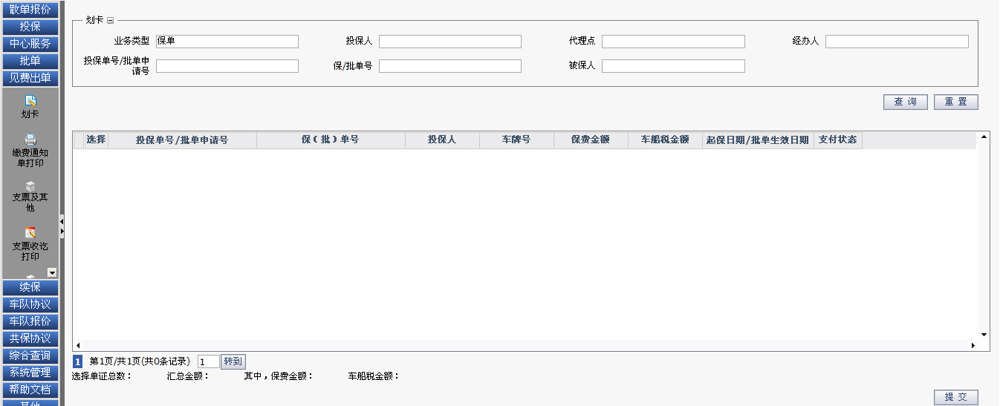 散单报价
投保
中心服务
批单
见费出单
划卡
缴费通知
单打印
支票及其
他
支票收讫
打印
续保
车队协议
车队报价
共保协议
综合查询
系统管理
帮助文档
其他
划卡
业务类型 保单 投保人 代理点 经办人
投保单号/批单申
请号 保/批单号 被保人
查 询 重 置
选择 投保单号/批单申请号 保（批）单号 投保人 车牌号 保费金额 车船税金额 起保日期/批单生效日期 支付状态
1 第1页/共1页(共0条记录) 1 转到
选择单证总数： 汇总金额： 其中，保费金额： 车船税金额：
提 交